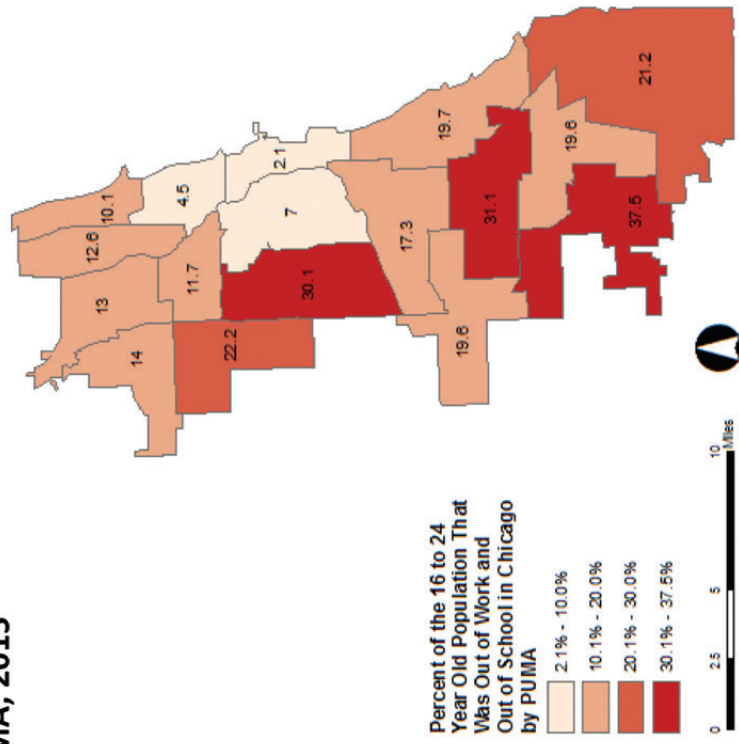 MA, 2013
10.1
12.6
13
14
4.5
11.7
22.2
2.1
7
30.1
17.3
19.7
19.6
31.1
19.6
37.5
21.2
Percent of the 16 to 24
Year Old Population That
Was Out of Work and
Out of School in Chicago
by PUMA
2.1% - 10.0%
10.1% - 20.0%
20.1% - 30.0%
30.1% - 37.5%
0 2.5 5 10
Miles